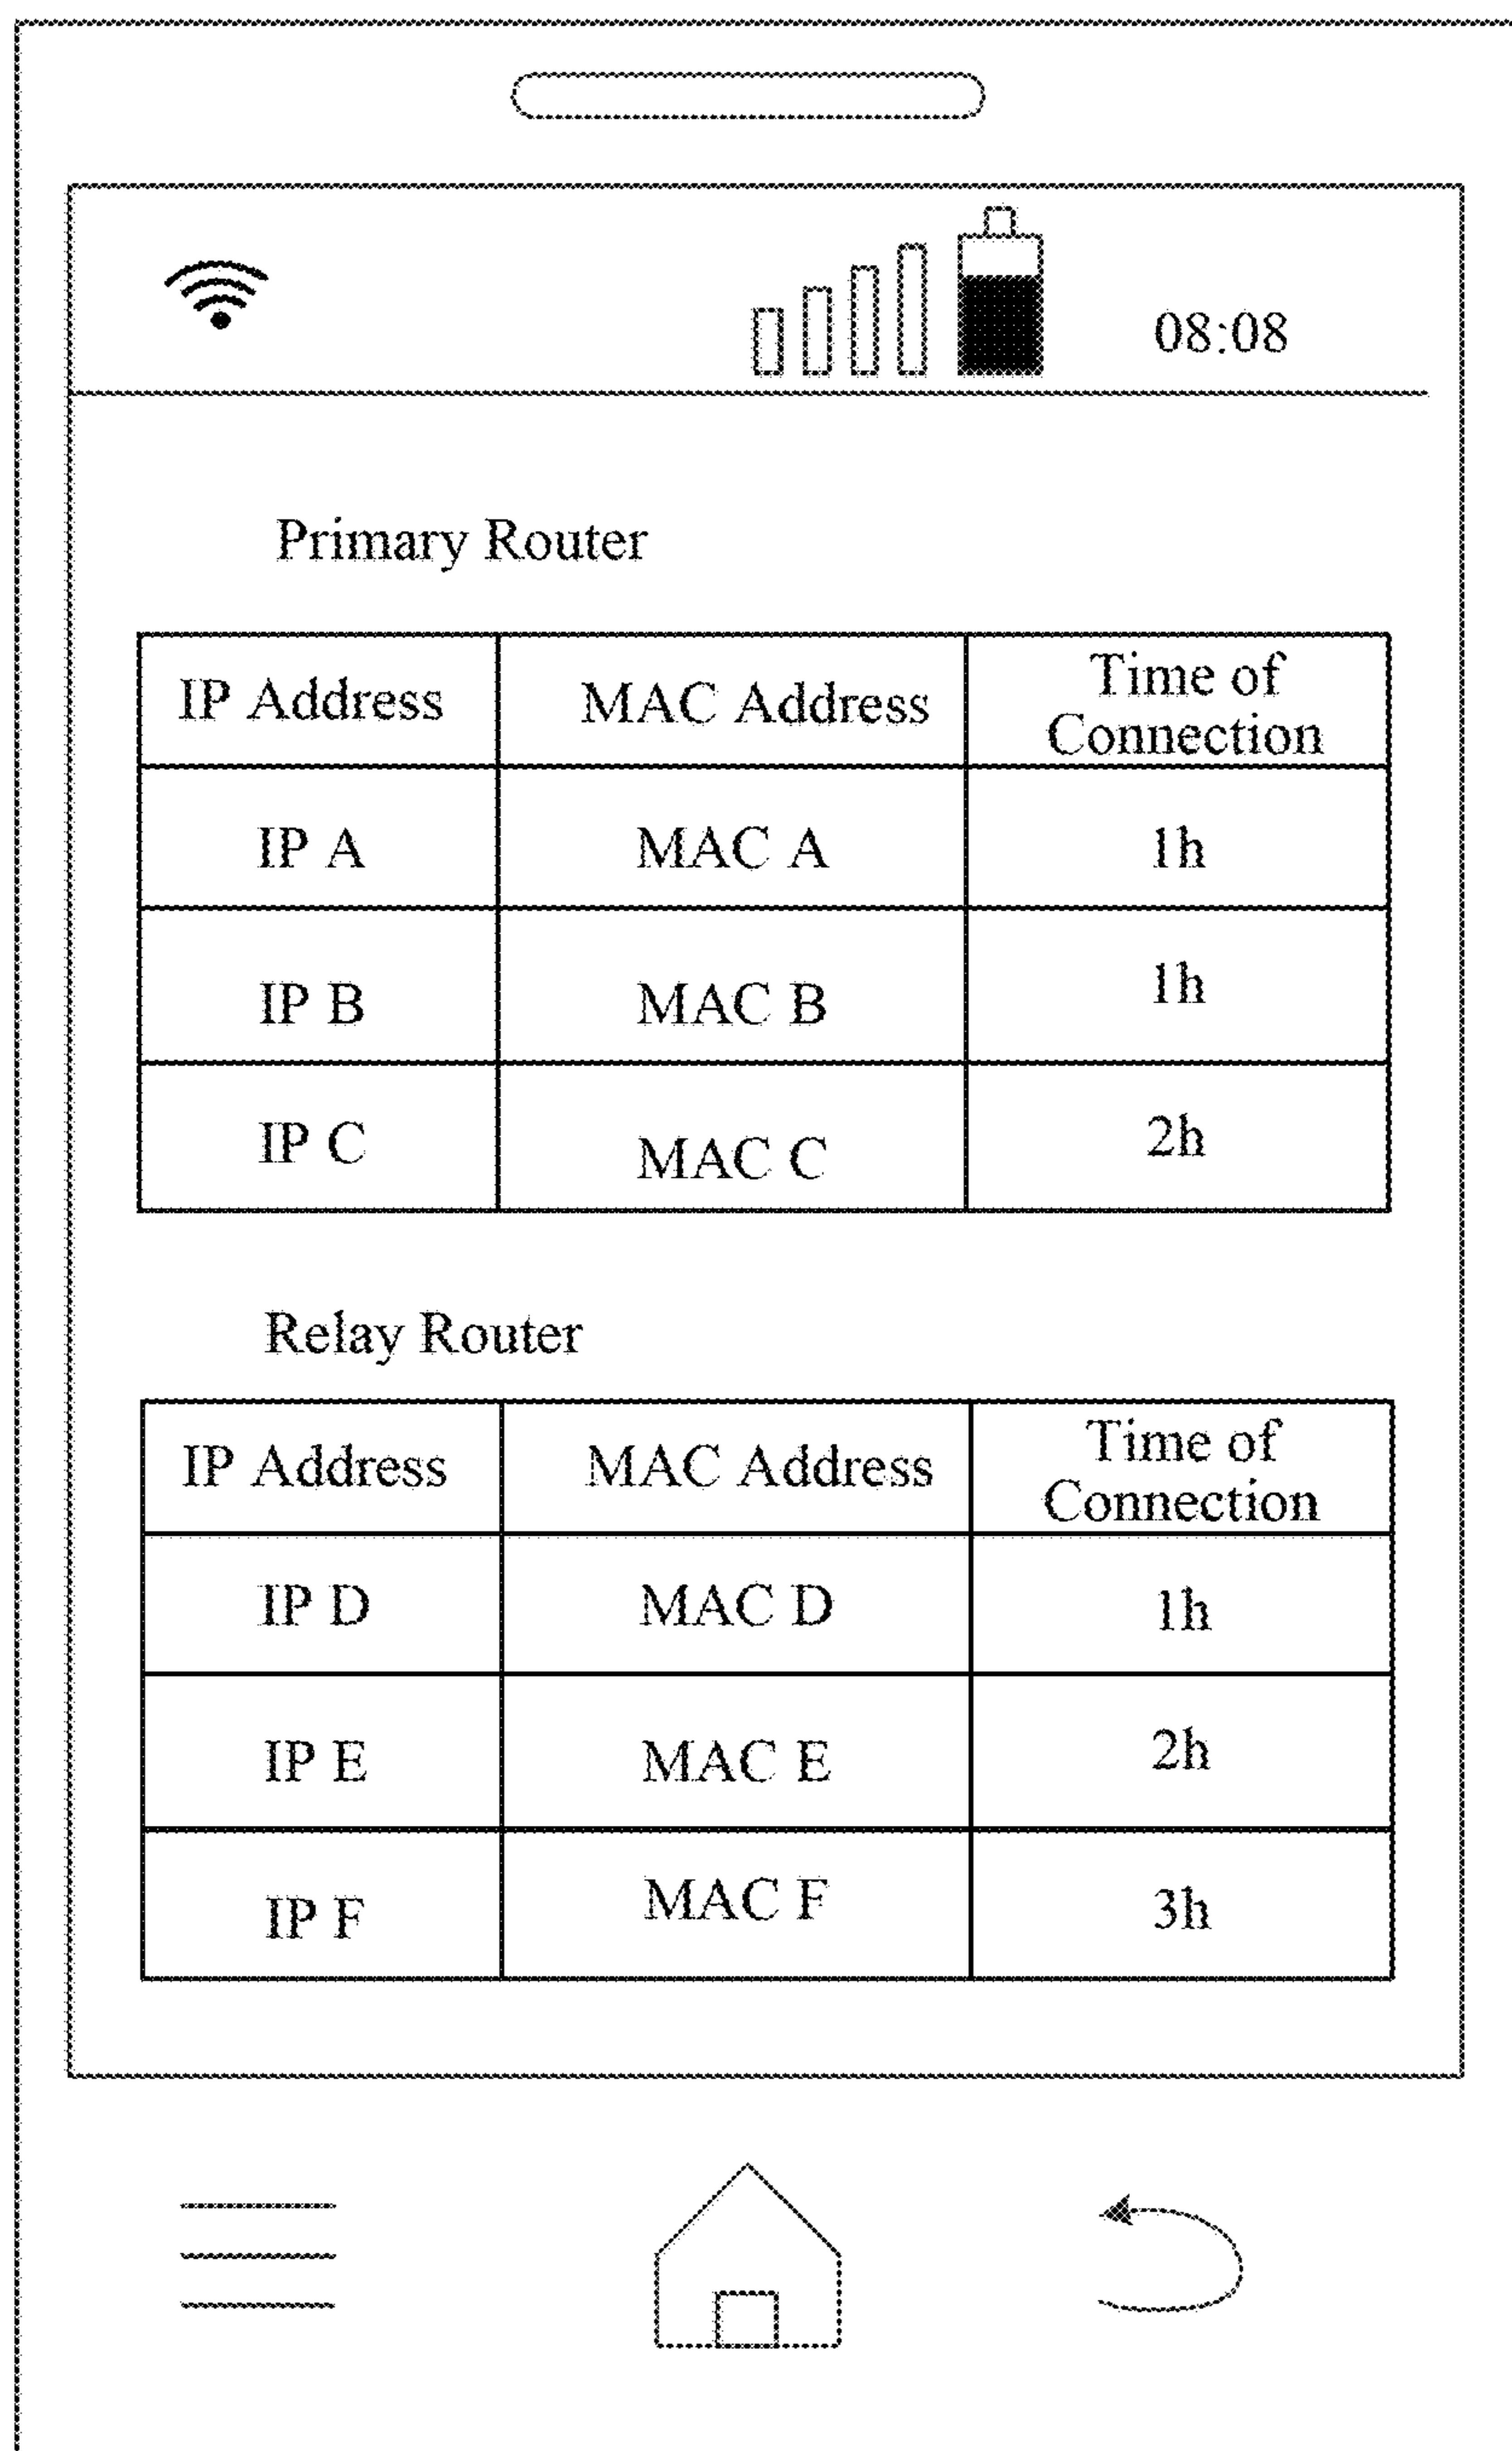 08:08
Primary Router
IP Address MAC Address Time of
Connection
IP A MAC A 1h
IP B MAC B 1h
IP C MAC C 2h
Relay Router
IP Address MAC Address Time of
Connection
IP D MAC D 1h
IP E MAC E 2h
IP F MAC F 3h